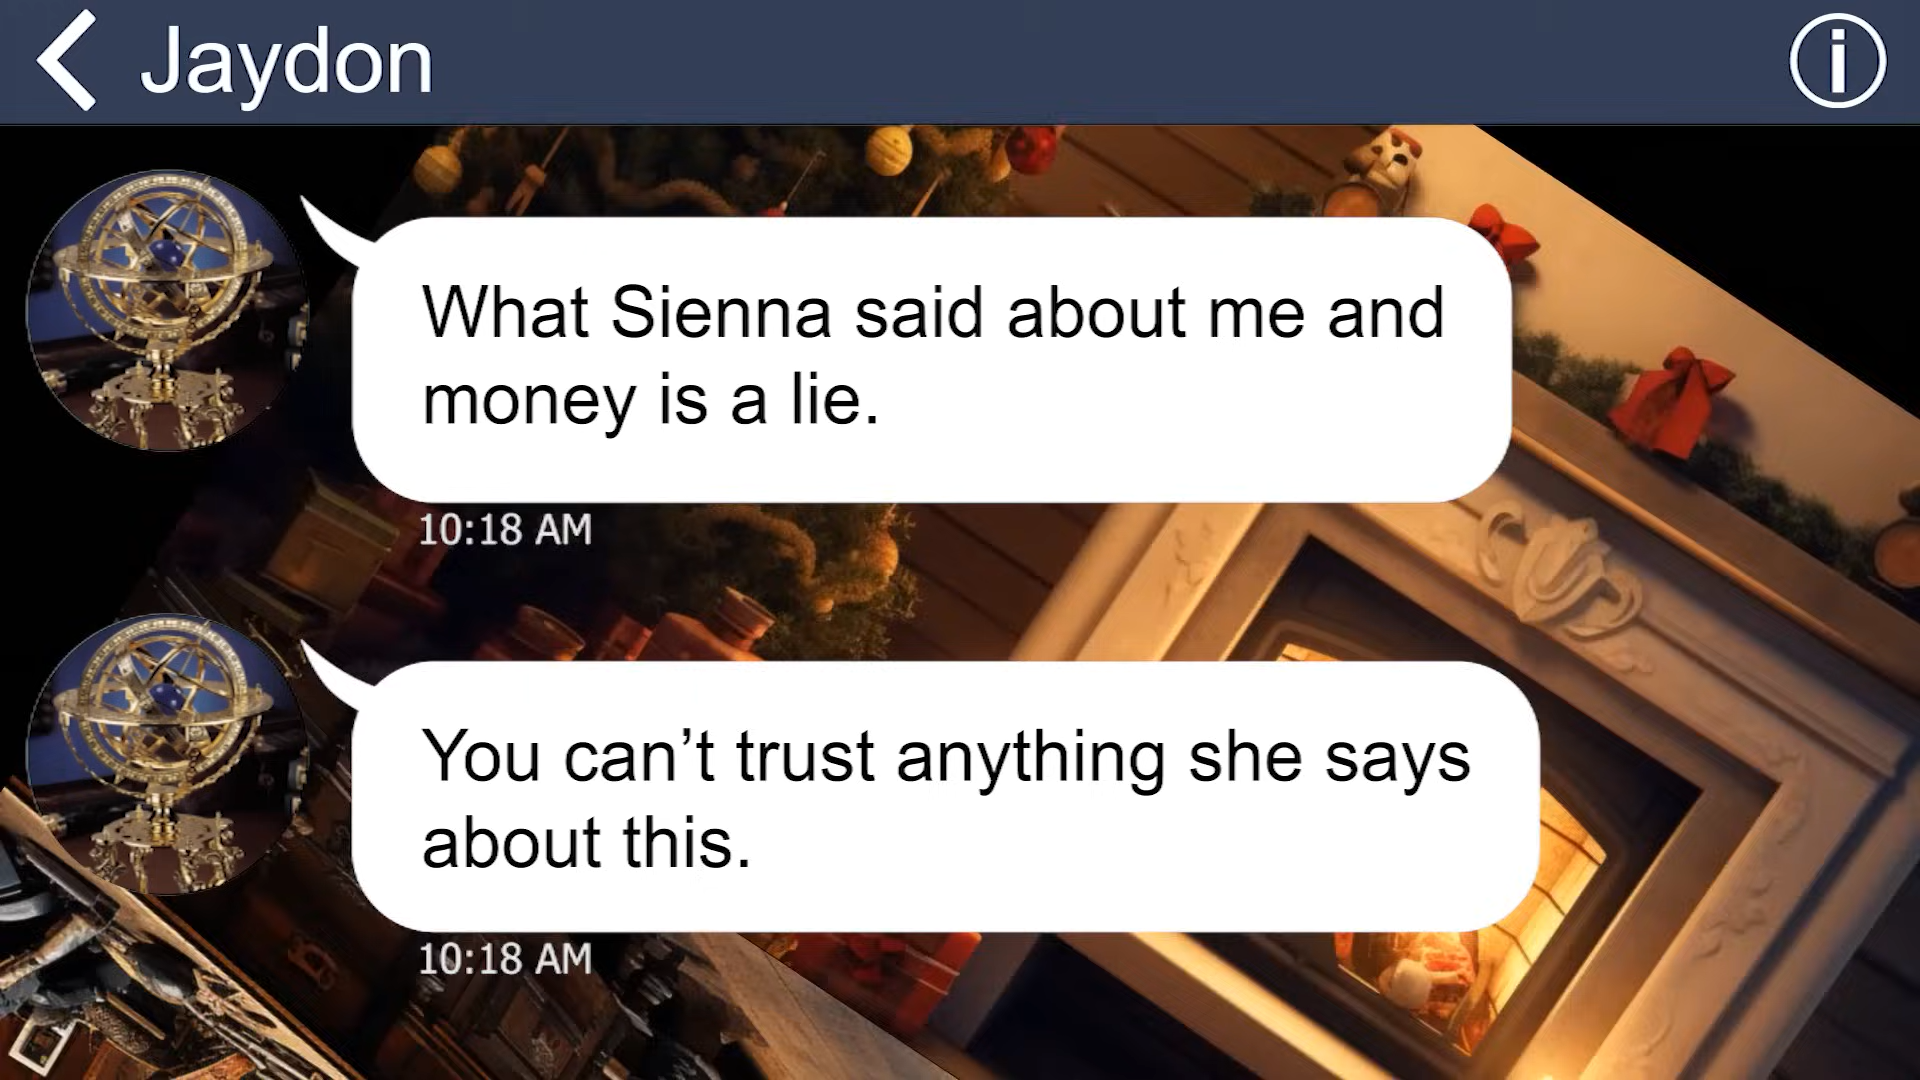 Jaydon
What Sienna said about me and
money is a lie.
10:18 AM
You can’t trust anything she says
about this.
10:18 AM